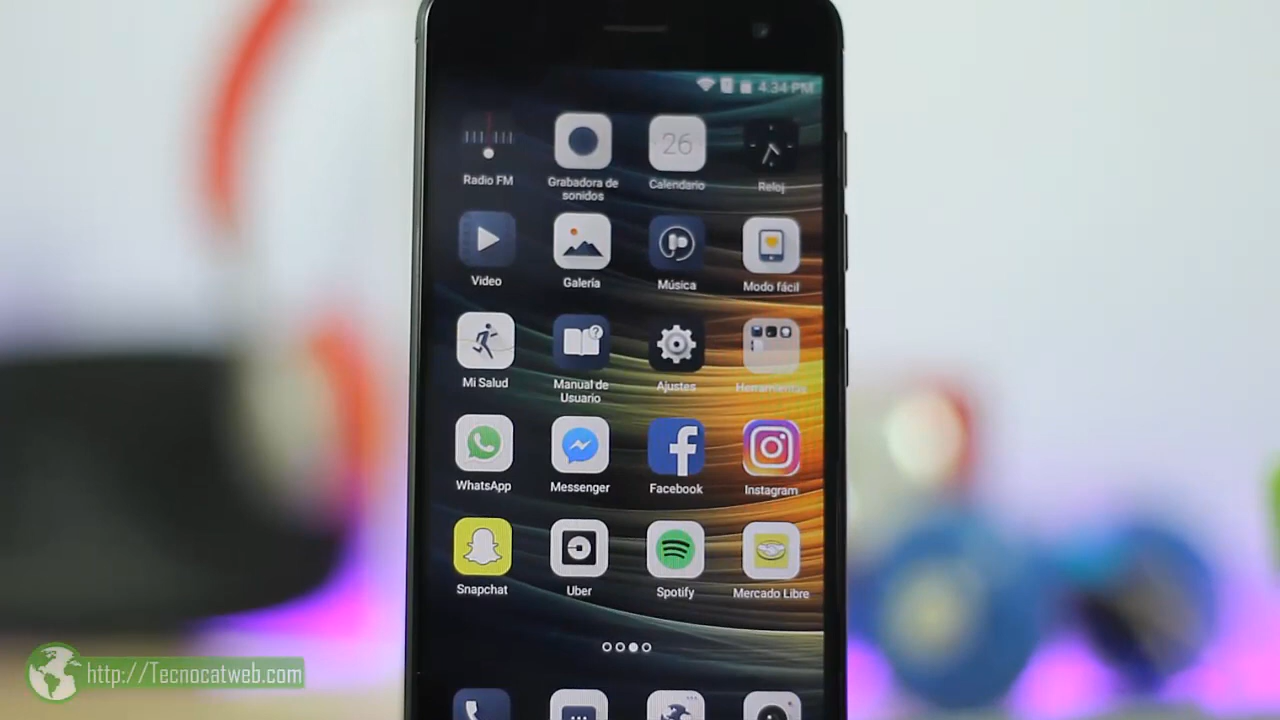 4:34 PM
26
Radio FM
Grabadora de
sonidos
Calendario
Reloj
Video
Galería
Música
Modo fácil
Mi Salud
Manual de
Usuario
Ajustes
Herramientas
WhatsApp
Messenger
Facebook
Instagram
Snapchat
Uber
Spotify
Mercado Libre
http://Tecnocatweb.com